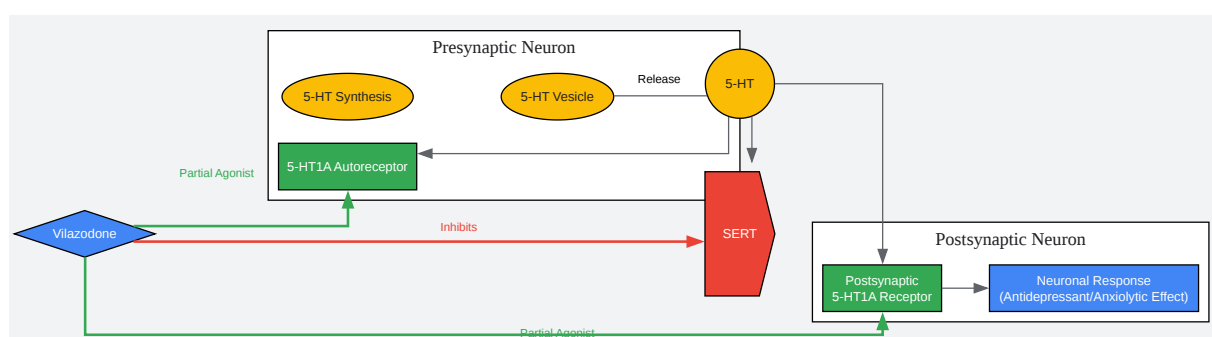 Presynaptic Neuron
5-HT Synthesis
5-HT Vesicle
Release
5-HT
5-HT1A Autoreceptor
Partial Agonist
Vilazodone
Inhibits
SERT
Postsynaptic Neuron
Postsynaptic
5-HT1A Receptor
Neuronal Response
(Antidepressant/Anxiolytic Effect)
Partial Agonist